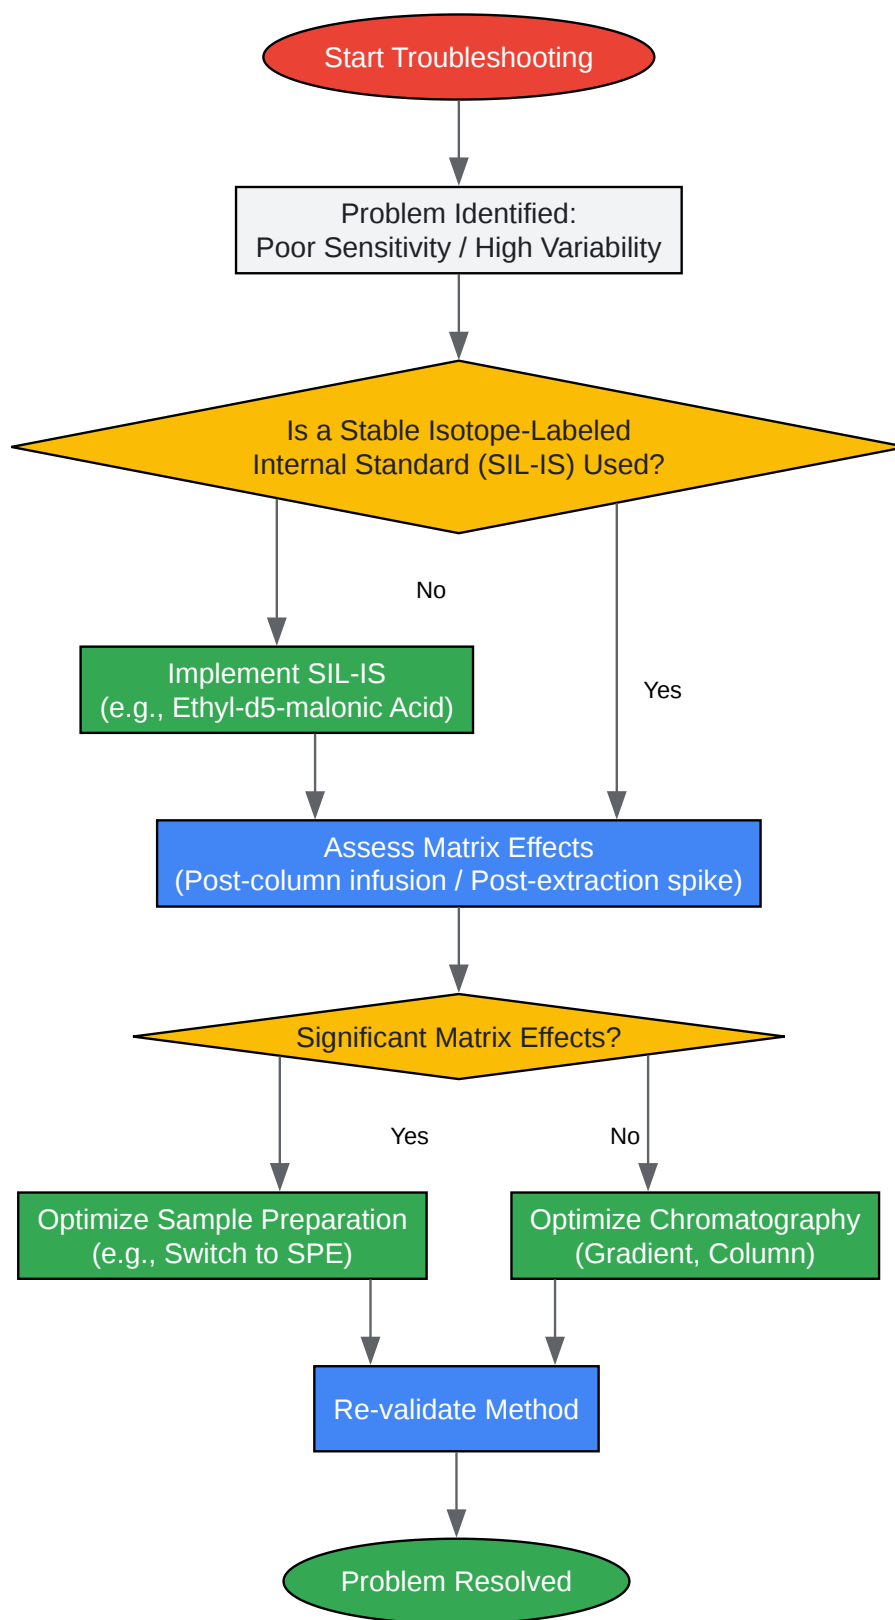 Start Troubleshooting
Problem Identified:
Poor Sensitivity / High Variability
Is a Stable Isotope-Labeled
Internal Standard (SIL-IS) Used?
No
Implement SIL-IS
(e.g., Ethyl-d5-malonic Acid)
Yes
Assess Matrix Effects
(Post-column infusion / Post-extraction spike)
Significant Matrix Effects?
Yes
No
Optimize Sample Preparation
(e.g., Switch to SPE)
Optimize Chromatography
(Gradient, Column)
Re-validate Method
Problem Resolved